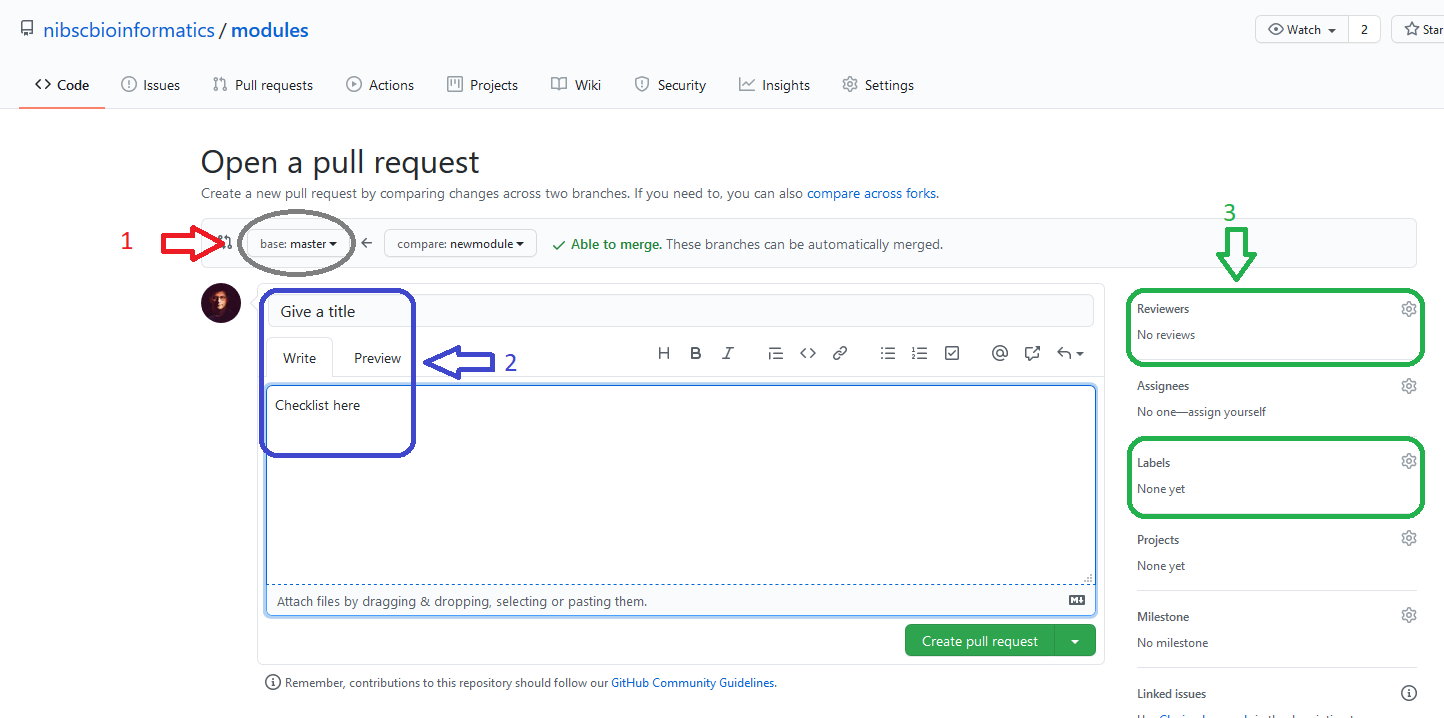 nibscbioinformatics / modules
Watch 2 Star
Code Issues Pull requests Actions Projects Wiki Security Insights Settings
Open a pull request
Create a new pull request by comparing changes across two branches. If you need to, you can also compare across forks.
3
1 base: master compare: newmodule Able to merge. These branches can be automatically merged.
Give a title
Write Preview H B I
2
Checklist here
Attach files by dragging & dropping, selecting or pasting them.
Create pull request
Remember, contributions to this repository should follow our GitHub Community Guidelines.
Reviewers
No reviews
Assignees
No one—assign yourself
Labels
None yet
Projects
None yet
Milestone
No milestone
Linked issues